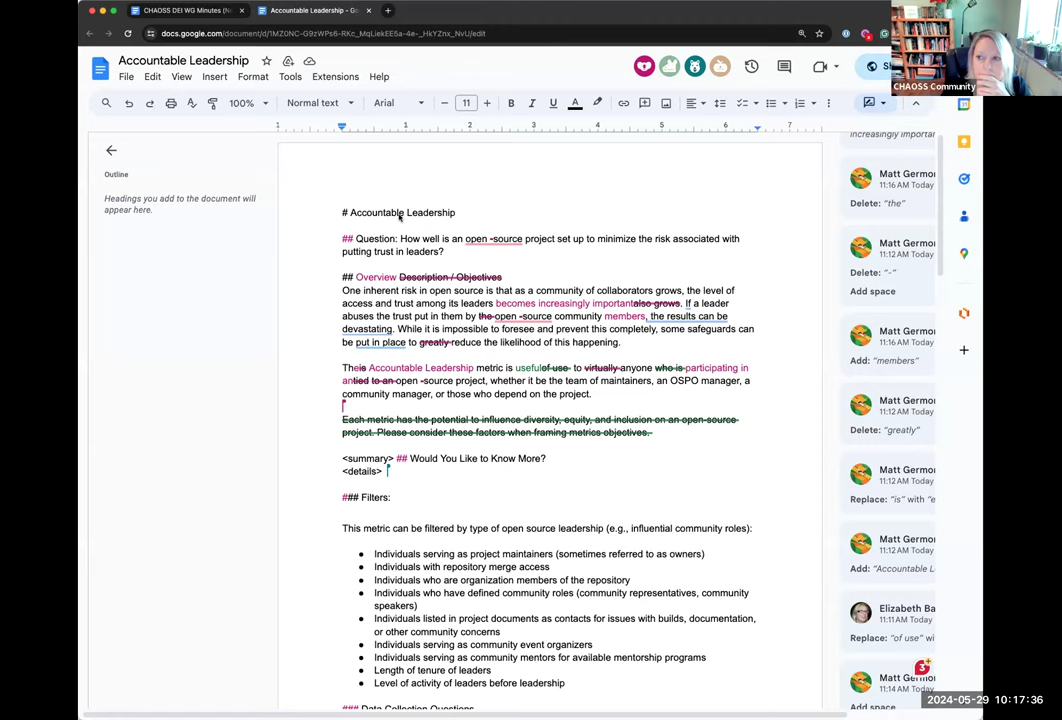 CHAOSS DEI WG Minutes (N
Accountable Leadership - Go
docs.google.com/document/d/1MZ0NC-G9zWPs6-RKc_MqLiekEE5a-4e-_HkYZnx_NvU/edit
Accountable Leadership
File Edit View Insert Format Tools Extensions Help
CHAOSS Community
100% Normal text Arial 11 B I U A
1 1 2 3 4 5 6 7
Outline
Headings you add to the document will
appear here.
# Accountable Leadership
## Question: How well is an open -source project set up to minimize the risk associated with
putting trust in leaders?
## Overview Description / Objectives
One inherent risk in open source is that as a community of collaborators grows, the level of
access and trust among its leaders becomes increasingly importantalso grows. If a leader
abuses the trust put in them by the open -source community members, the results can be
devastating. While it is impossible to foresee and prevent this completely, some safeguards can
be put in place to greatly reduce the likelihood of this happening.
Theis Accountable Leadership metric is usefulof use to virtually anyone who is participating in
antied to an open -source project, whether it be the team of maintainers, an OSPO manager, a
community manager, or those who depend on the project.
Each metric has the potential to influence diversity, equity, and inclusion on an open-source
project. Please consider these factors when framing metrics objectives.
<summary> ## Would You Like to Know More?
<details>
### Filters:
This metric can be filtered by type of open source leadership (e.g., influential community roles):
● Individuals serving as project maintainers (sometimes referred to as owners)
● Individuals with repository merge access
● Individuals who are organization members of the repository
● Individuals who have defined community roles (community representatives, community
speakers)
● Individuals listed in project documents as contacts for issues with builds, documentation,
or other community concerns
● Individuals serving as community event organizers
● Individuals serving as community mentors for available mentorship programs
● Length of tenure of leaders
● Level of activity of leaders before leadership
### Data Collection Questions
increasingly importa
Matt Germon
11:16 AM Today
Delete: "the"
Matt Germon
11:12 AM Today
Delete: "-"
Add space
Matt Germon
11:16 AM Today
Add: "members"
Matt Germon
11:12 AM Today
Delete: "greatly"
Matt Germon
11:12 AM Today
Replace: "is" with "e
Matt Germon
11:12 AM Today
Add: "Accountable L
Elizabeth Ba
11:11 AM Today
Replace: "of use" wi
Matt Germon
11:14 AM Today
Add space
3
2024-05-29 10:17:36